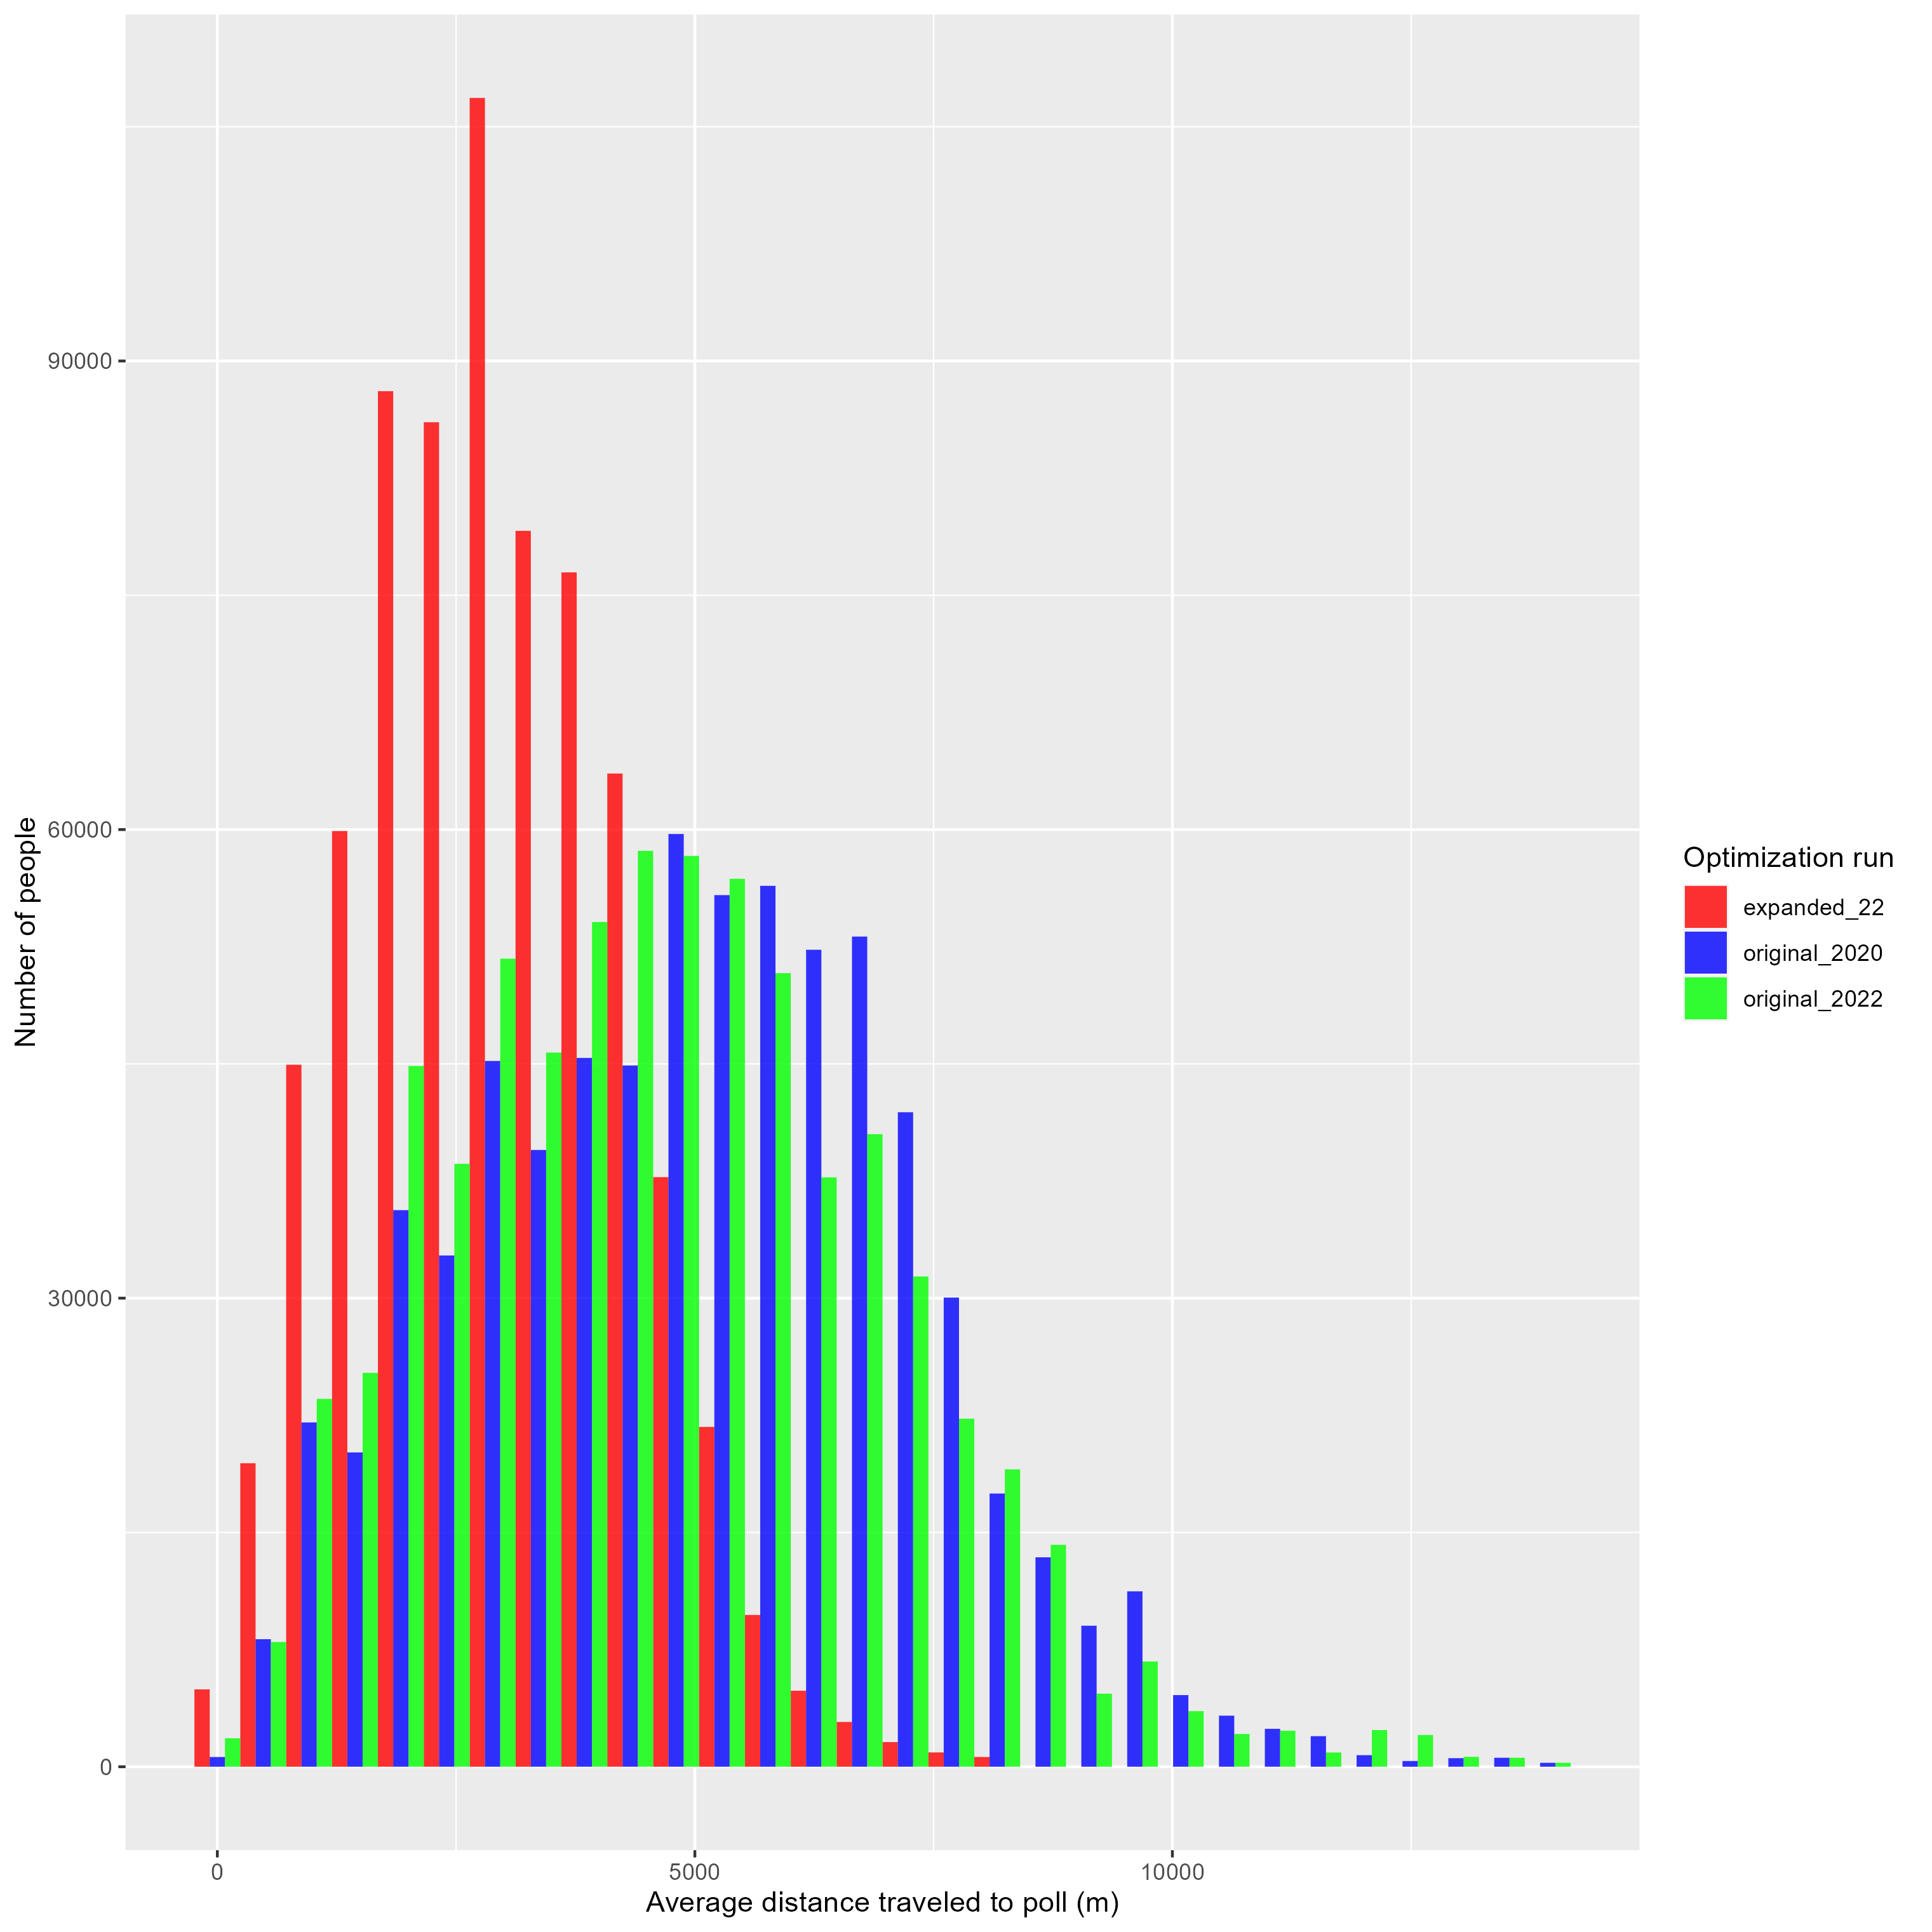 90000
60000
30000
0
Number of people
0 5000 10000
Average distance traveled to poll (m)
Optimization run
expanded_22
original_2020
original_2022